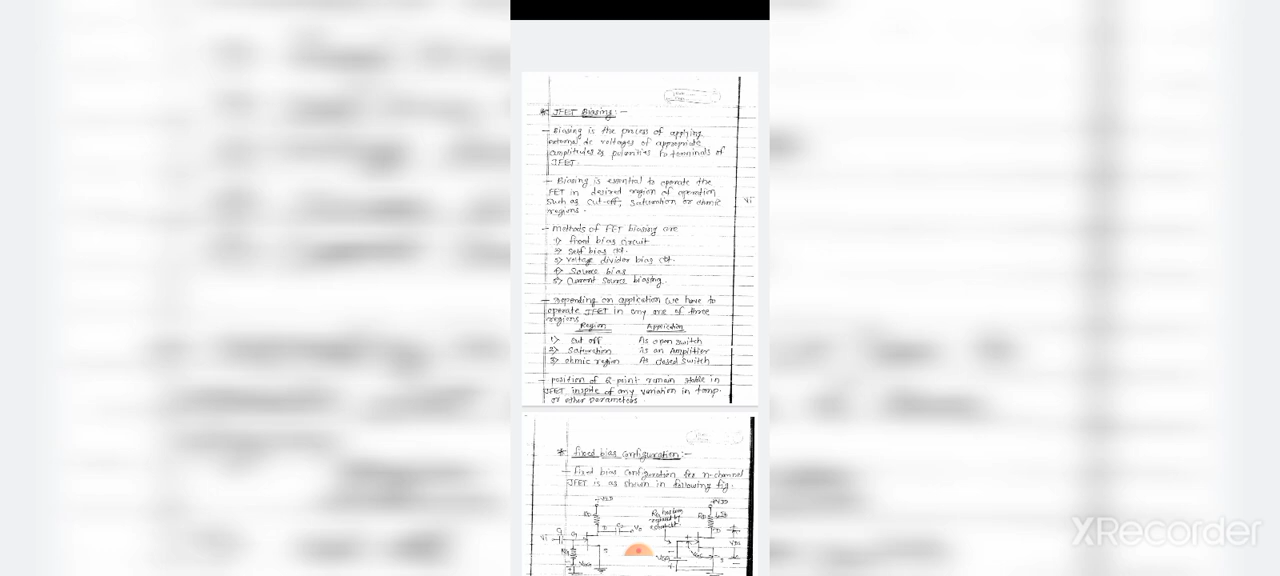 * JFET Biasing :-
- Biasing is the process of applying
external dc voltages of appropriate
amplitudes & polarities to terminals of
JFET.
- Biasing is essential to operate the
FET in desired region of operation
such as cut-off, saturation or ohmic
regions.
Vi
- Methods of FET biasing are
1> fixed bias circuit
2> self bias ckt.
3> voltage divider bias ckt.
4> Source bias
5> Current source biasing.
- Depending on application we have to
operate JFET in any one of three
regions
Region Application
1> cut off As open switch
2> saturation as an Amplifier
3> ohmic region As closed switch
- position of Q-point remain stable in
JFET inspite of any variation in temp.
or other parameters.
* fixed bias configuration :-
- fixed bias configuration for n-channel
JFET is as shown in following fig.
RD
Vi
G
D
Vo
S
RD
S
XRecorder